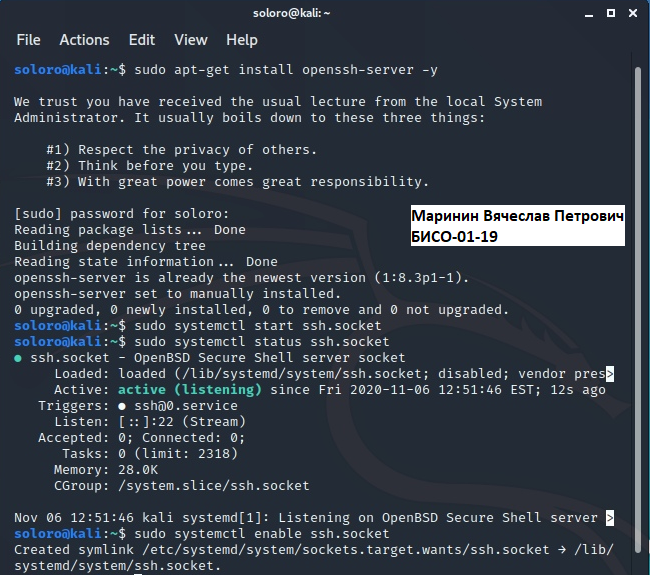 soloro@kali: ~
File Actions Edit View Help
soloro@kali:~$ sudo apt-get install openssh-server -y
We trust you have received the usual lecture from the local System
Administrator. It usually boils down to these three things:
#1) Respect the privacy of others.
#2) Think before you type.
#3) With great power comes great responsibility.
[sudo] password for soloro:
Маринин Вячеслав Петрович
Reading package lists... Done
БИСО-01-19
Building dependency tree
Reading state information... Done
openssh-server is already the newest version (1:8.3p1-1).
openssh-server set to manually installed.
0 upgraded, 0 newly installed, 0 to remove and 0 not upgraded.
soloro@kali:~$ sudo systemctl start ssh.socket
soloro@kali:~$ sudo systemctl status ssh.socket
● ssh.socket - OpenBSD Secure Shell server socket
Loaded: loaded (/lib/systemd/system/ssh.socket; disabled; vendor pres>
Active: active (listening) since Fri 2020-11-06 12:51:46 EST; 12s ago
Triggers: ● ssh@0.service
Listen: [::]:22 (Stream)
Accepted: 0; Connected: 0;
Tasks: 0 (limit: 2318)
Memory: 28.0K
CGroup: /system.slice/ssh.socket
Nov 06 12:51:46 kali systemd[1]: Listening on OpenBSD Secure Shell server >
soloro@kali:~$ sudo systemctl enable ssh.socket
Created symlink /etc/systemd/system/sockets.target.wants/ssh.socket → /lib/
systemd/system/ssh.socket.